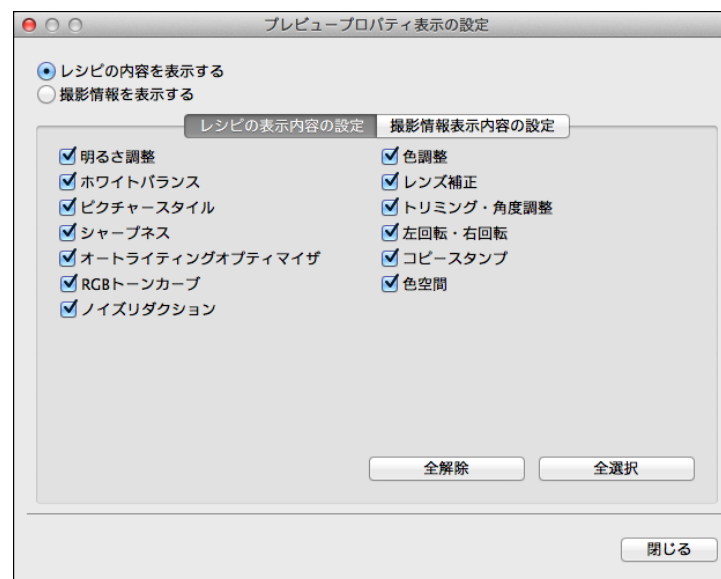 プレビュープロパティ表示の設定
レシピの内容を表示する
撮影情報を表示する
レシピの表示内容の設定 撮影情報表示内容の設定
明るさ調整 色調整
ホワイトバランス レンズ補正
ピクチャースタイル トリミング・角度調整
シャープネス 左回転・右回転
オートライティングオプティマイザ コピースタンプ
RGBトーンカーブ 色空間
ノイズリダクション
全解除 全選択
閉じる